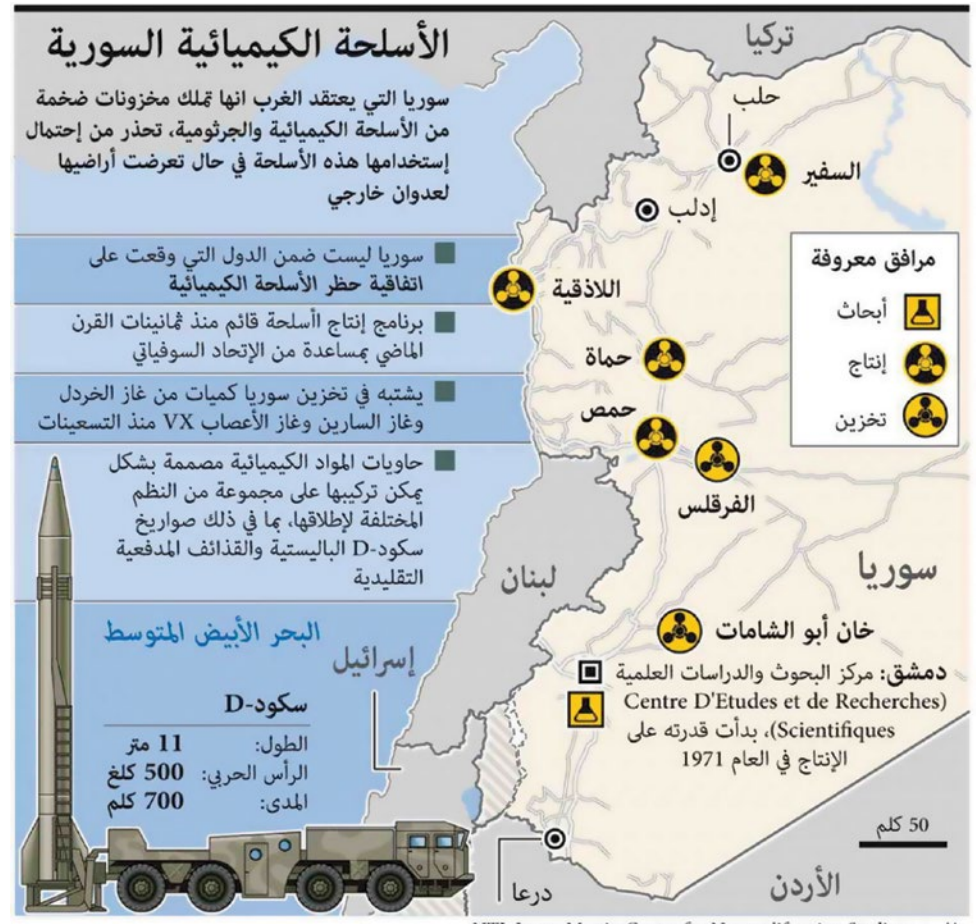 الأسلحة الكيميائية السورية
سوريا التي يعتقد الغرب انها تملك مخزونات ضخمة
من الأسلحة الكيميائية والجرثومية، تحذر من إحتمال
إستخدامها هذه الأسلحة في حال تعرضت أراضيها
لعدوان خارجي
سوريا ليست ضمن الدول التي وقعت على
اتفاقية حظر الأسلحة الكيميائية
برنامج إنتاج اأسلحة قائم منذ ثمانينات القرن
الماضي بمساعدة من الإتحاد السوفياتي
يشتبه في تخزين سوريا كميات من غاز الخردل
وغاز السارين وغاز الأعصاب VX منذ التسعينات
حاويات المواد الكيميائية مصممة بشكل
يمكن تركيبها على مجموعة من النظم
المختلفة لإطلاقها، بما في ذلك صواريخ
سكود-D الباليستية والقذائف المدفعية
التقليدية
تركيا
حلب
السفير
إدلب
اللاذقية
حماة
حمص
الفرقلس
مرافق معروفة
أبحاث
إنتاج
تخزين
سوريا
لبنان
خان أبو الشامات
دمشق: مركز البحوث والدراسات العلمية
(Centre D'Etudes et de Recherches
Scientifiques)، بدأت قدرته على
الإنتاج في العام 1971
البحر الأبيض المتوسط
إسرائيل
سكود-D
الطول: 11 متر
الرأس الحربي: 500 كلغ
المدى: 700 كلم
50 كلم
درعا
الأردن